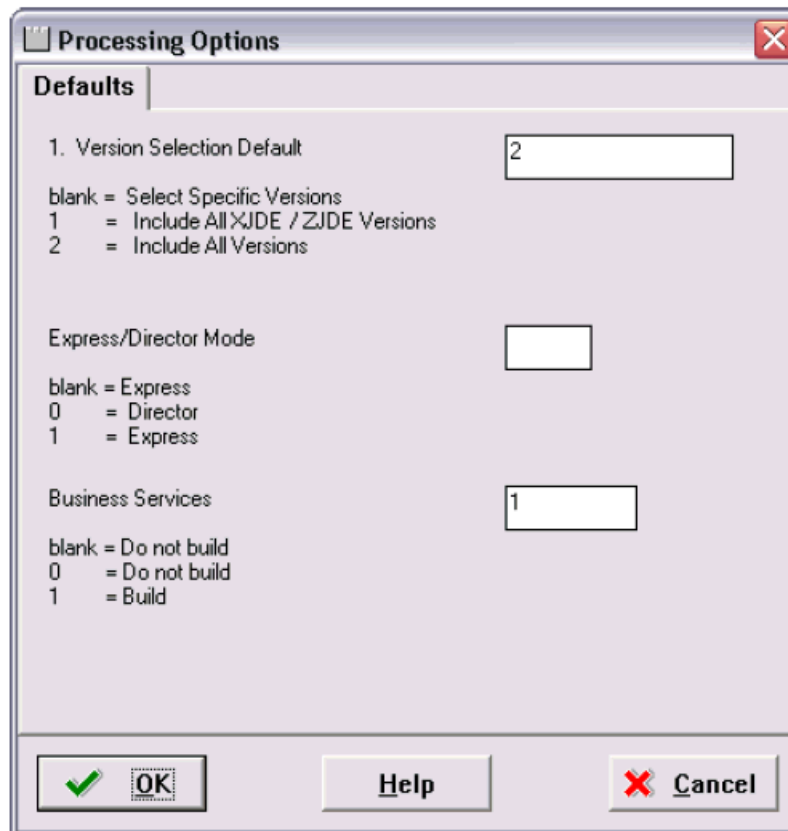 Processing Options
Defaults
1. Version Selection Default 2
blank = Select Specific Versions
1 = Include All XJDE / ZJDE Versions
2 = Include All Versions
Express/Director Mode
blank = Express
0 = Director
1 = Express
Business Services 1
blank = Do not build
0 = Do not build
1 = Build
OK Help Cancel